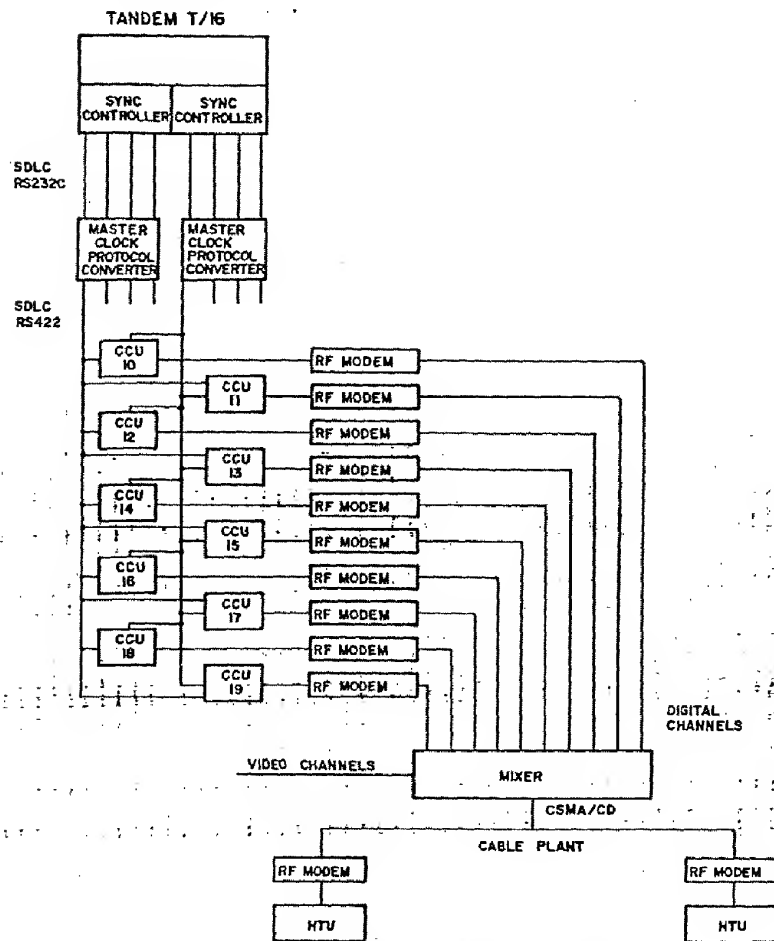 TANDEM T/16
SYNC
CONTROLLER
SYNC
CONTROLLER
SDLC
RS232C
MASTER
CLOCK
PROTOCOL
CONVERTER
MASTER
CLOCK
PROTOCOL
CONVERTER
SDLC
RS422
CCU
10
RF MODEM
CCU
11
RF MODEM
CCU
12
RF MODEM
CCU
13
RF MODEM
CCU
14
RF MODEM
CCU
15
RF MODEM
CCU
16
RF MODEM
CCU
17
RF MODEM
CCU
18
RF MODEM
CCU
19
RF MODEM
DIGITAL
CHANNELS
VIDEO CHANNELS
MIXER
CSMA/CD
CABLE PLANT
RF MODEM
RF MODEM
HTU
HTU